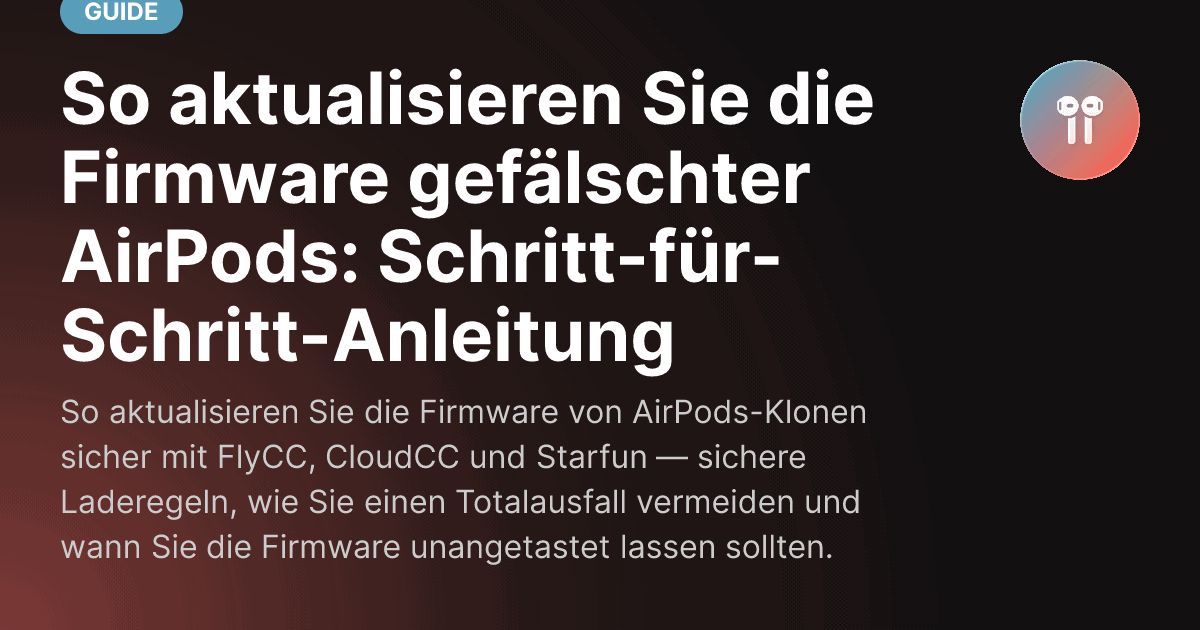 GUIDE
So aktualisieren Sie die
Firmware gefälschter
AirPods: Schritt-für-
Schritt-Anleitung
So aktualisieren Sie die Firmware von AirPods-Klonen
sicher mit FlyCC, CloudCC und Starfun — sichere
Laderegeln, wie Sie einen Totalausfall vermeiden und
wann Sie die Firmware unangetastet lassen sollten.